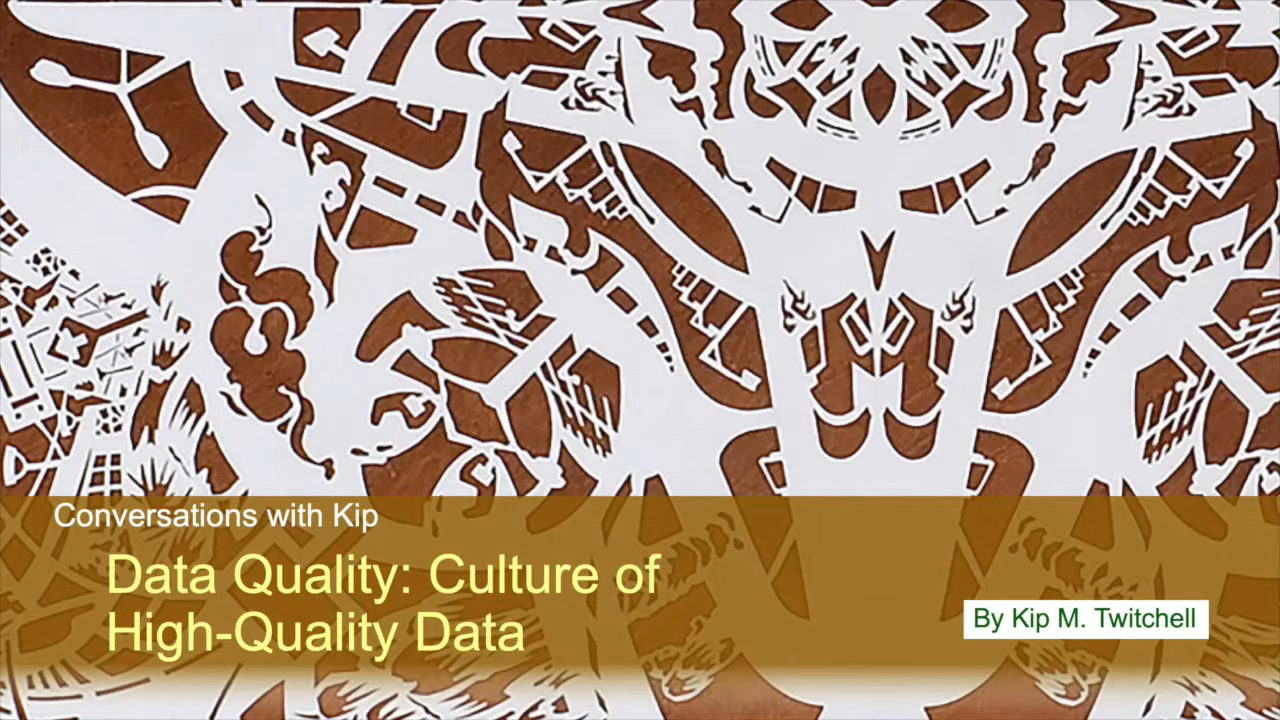 Conversations with Kip
Data Quality: Culture of
High-Quality Data
By Kip M. Twitchell